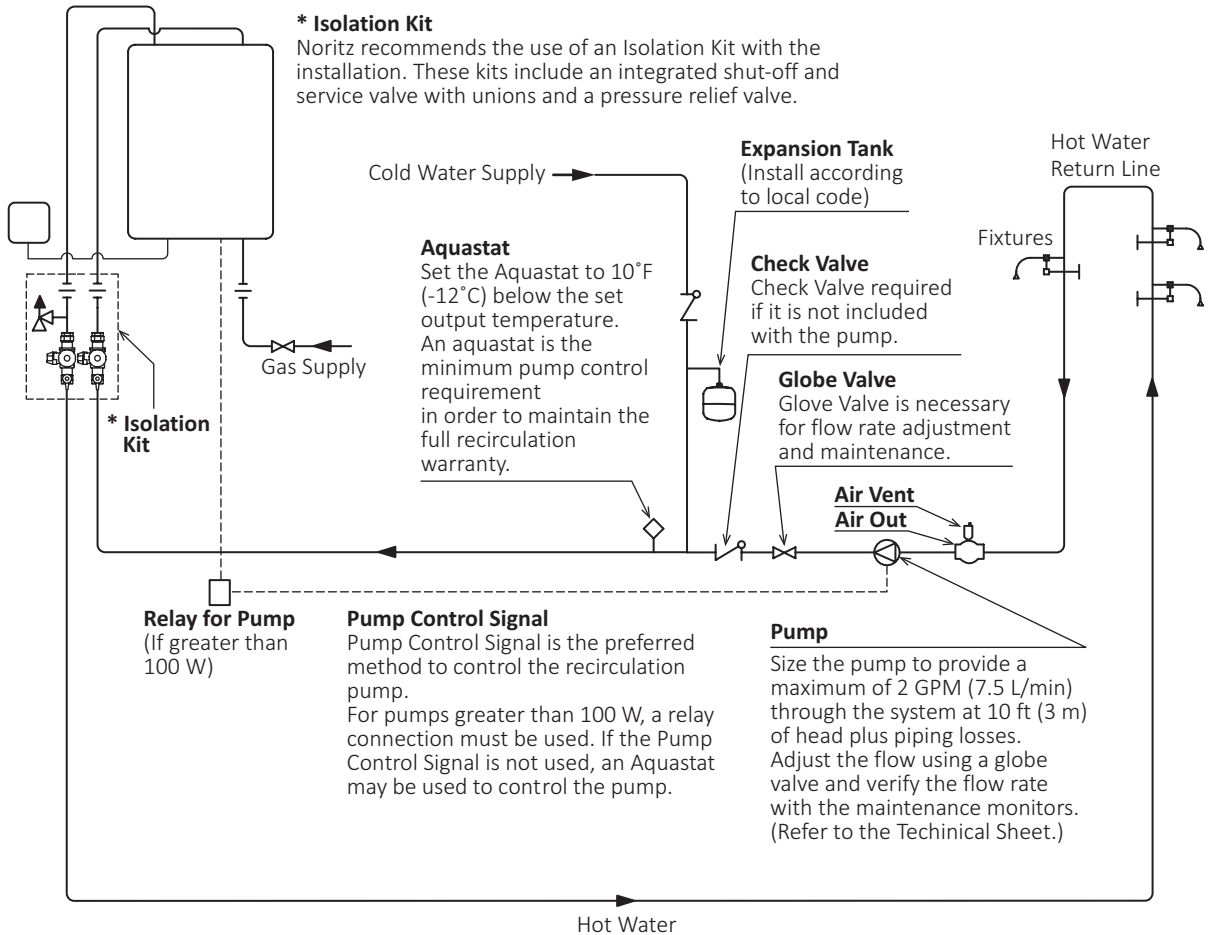 * Isolation Kit
Noritz recommends the use of an Isolation Kit with the
installation. These kits include an integrated shut-off and
service valve with unions and a pressure relief valve.
Cold Water Supply
Expansion Tank
(Install according
to local code)
Hot Water
Return Line
Fixtures
Aquastat
Set the Aquastat to 10˚F
(-12˚C) below the set
output temperature.
An aquastat is the
minimum pump control
requirement
in order to maintain the
full recirculation
warranty.
Check Valve
Check Valve required
if it is not included
with the pump.
Gas Supply
* Isolation
Kit
Globe Valve
Glove Valve is necessary
for flow rate adjustment
and maintenance.
Air Vent
Air Out
Relay for Pump
(If greater than
100 W)
Pump Control Signal
Pump Control Signal is the preferred
method to control the recirculation
pump.
For pumps greater than 100 W, a relay
connection must be used. If the Pump
Control Signal is not used, an Aquastat
may be used to control the pump.
Pump
Size the pump to provide a
maximum of 2 GPM (7.5 L/min)
through the system at 10 ft (3 m)
of head plus piping losses.
Adjust the flow using a globe
valve and verify the flow rate
with the maintenance monitors.
(Refer to the Techinical Sheet.)
Hot Water